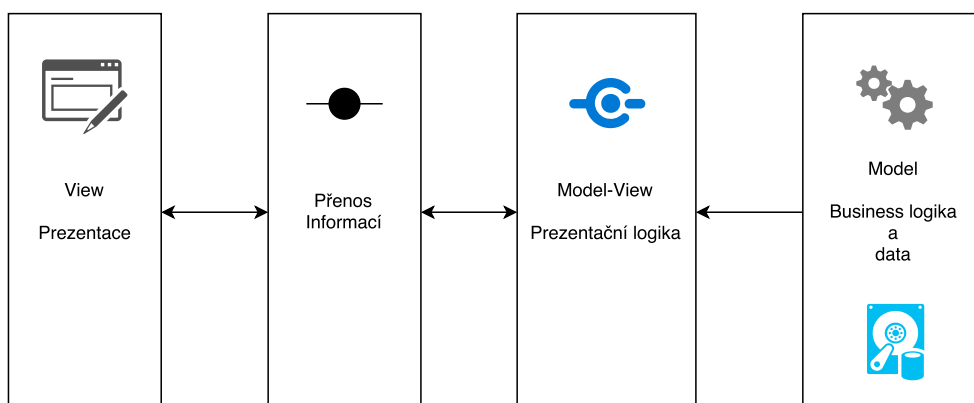 View
Prezentace
Přenos
Informací
Model-View
Prezentační logika
Model
Business logika
a
data